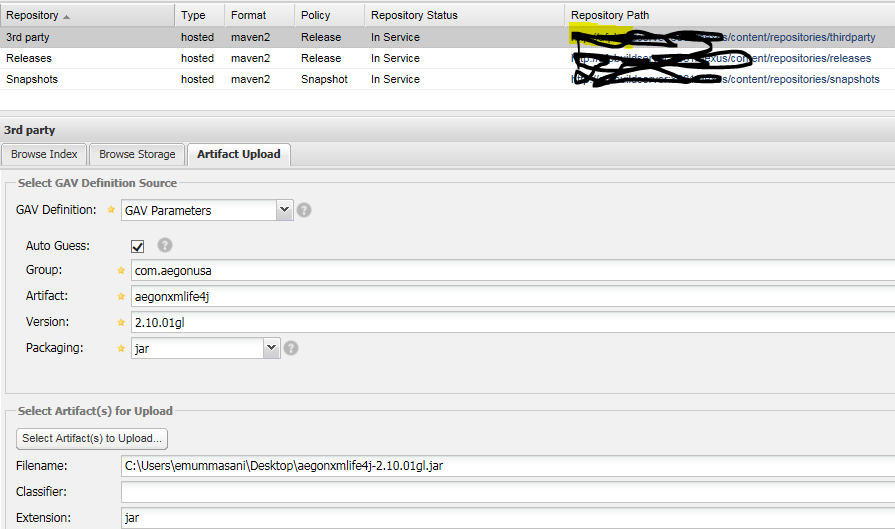 Repository Type Format Policy Repository Status Repository Path
3rd party hosted maven2 Release In Service /content/repositories/thirdparty
Releases hosted maven2 Release In Service /content/repositories/releases
Snapshots hosted maven2 Snapshot In Service /content/repositories/snapshots
3rd party
Browse Index Browse Storage Artifact Upload
Select GAV Definition Source
GAV Definition: GAV Parameters
Auto Guess:
Group: com.aegonusa
Artifact: aegonxmlife4j
Version: 2.10.01gl
Packaging: jar
Select Artifact(s) for Upload
Select Artifact(s) to Upload...
Filename: C:\Users\emummasani\Desktop\aegonxmlife4j-2.10.01gl.jar
Classifier:
Extension: jar